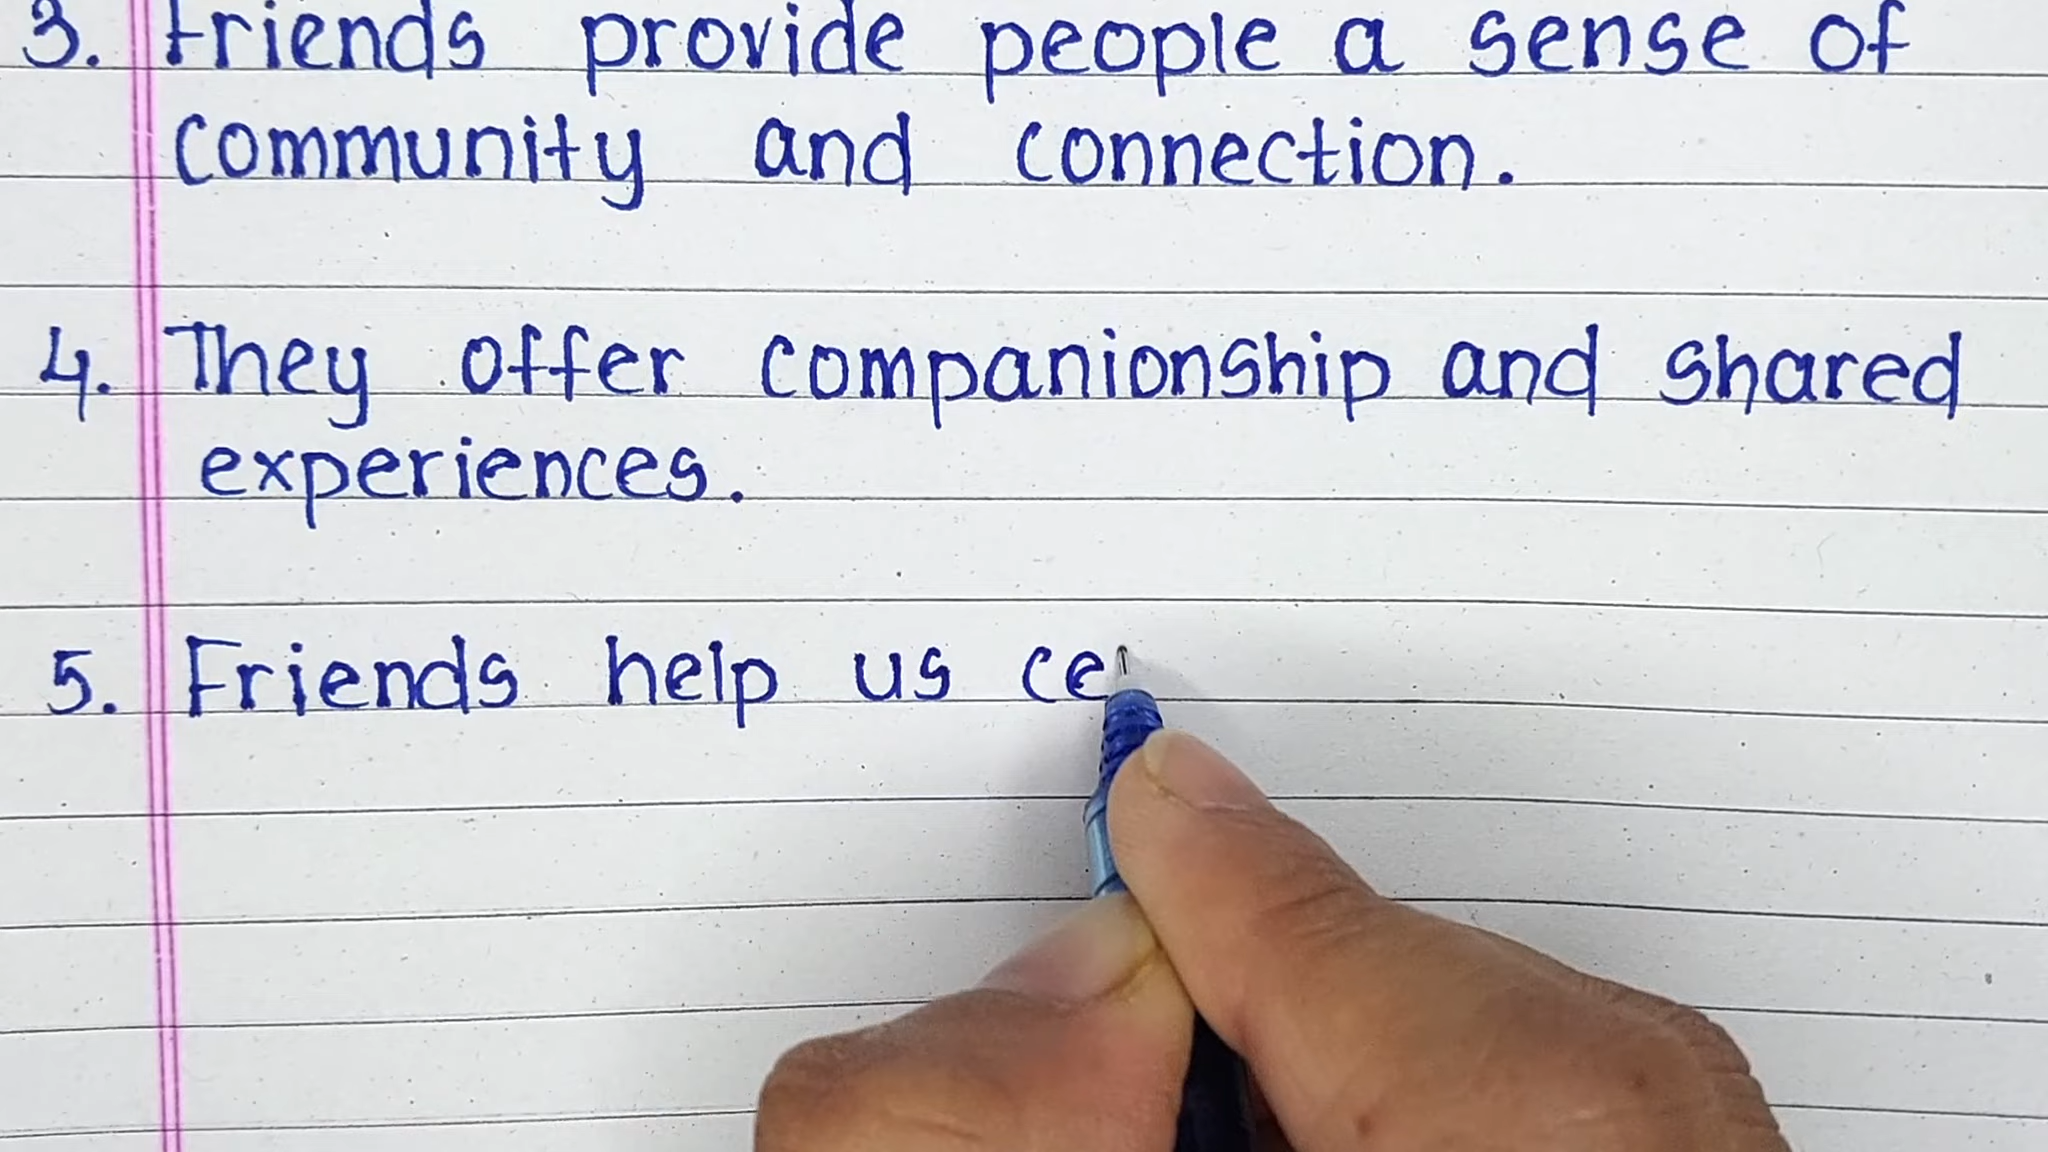 3. Friends provide people a sense of
community and connection.
4. They offer companionship and shared
experiences.
5. Friends help us ce